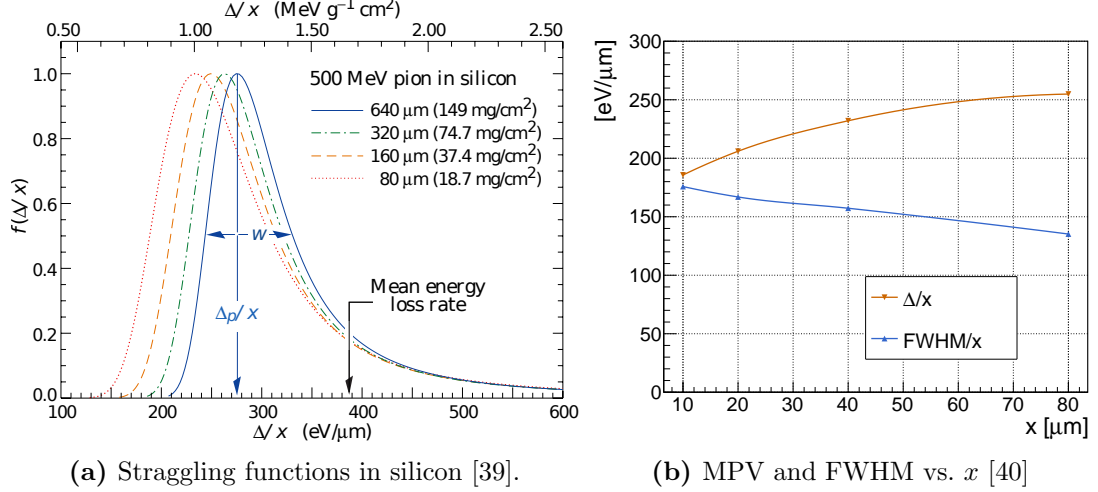 Δ/x (MeV g⁻¹ cm²)
0.50 1.00 1.50 2.00 2.50
500 MeV pion in silicon
640 μm (149 mg/cm²)
320 μm (74.7 mg/cm²)
160 μm (37.4 mg/cm²)
80 μm (18.7 mg/cm²)
1.0
0.8
0.6
0.4
0.2
0.0
f(Δ/x)
w
Δp/x
Mean energy
loss rate
100 200 300 400 500 600
Δ/x (eV/μm)
(a) Straggling functions in silicon [39].
[eV/μm]
300
250
200
150
100
50
0
Δ/x
FWHM/x
10 20 30 40 50 60 70 80
x [μm]
(b) MPV and FWHM vs. x [40]